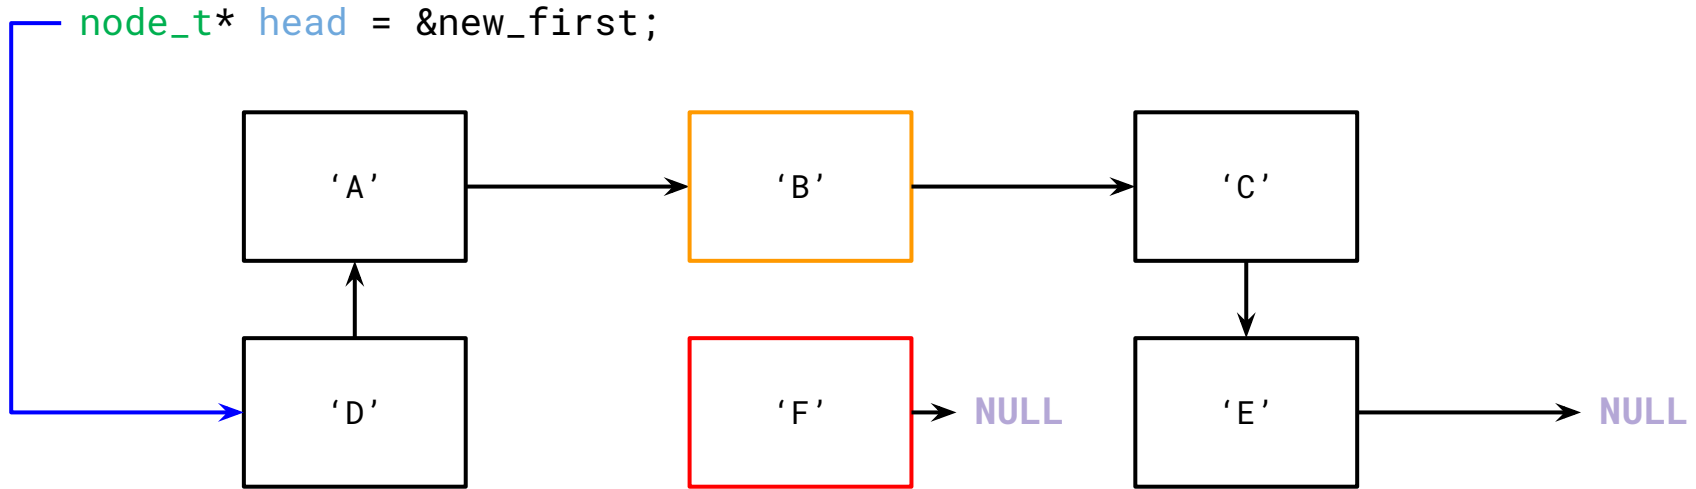 node_t* head = &new_first;
‘A’ ‘B’ ‘C’
‘D’ ‘F’ NULL ‘E’ NULL